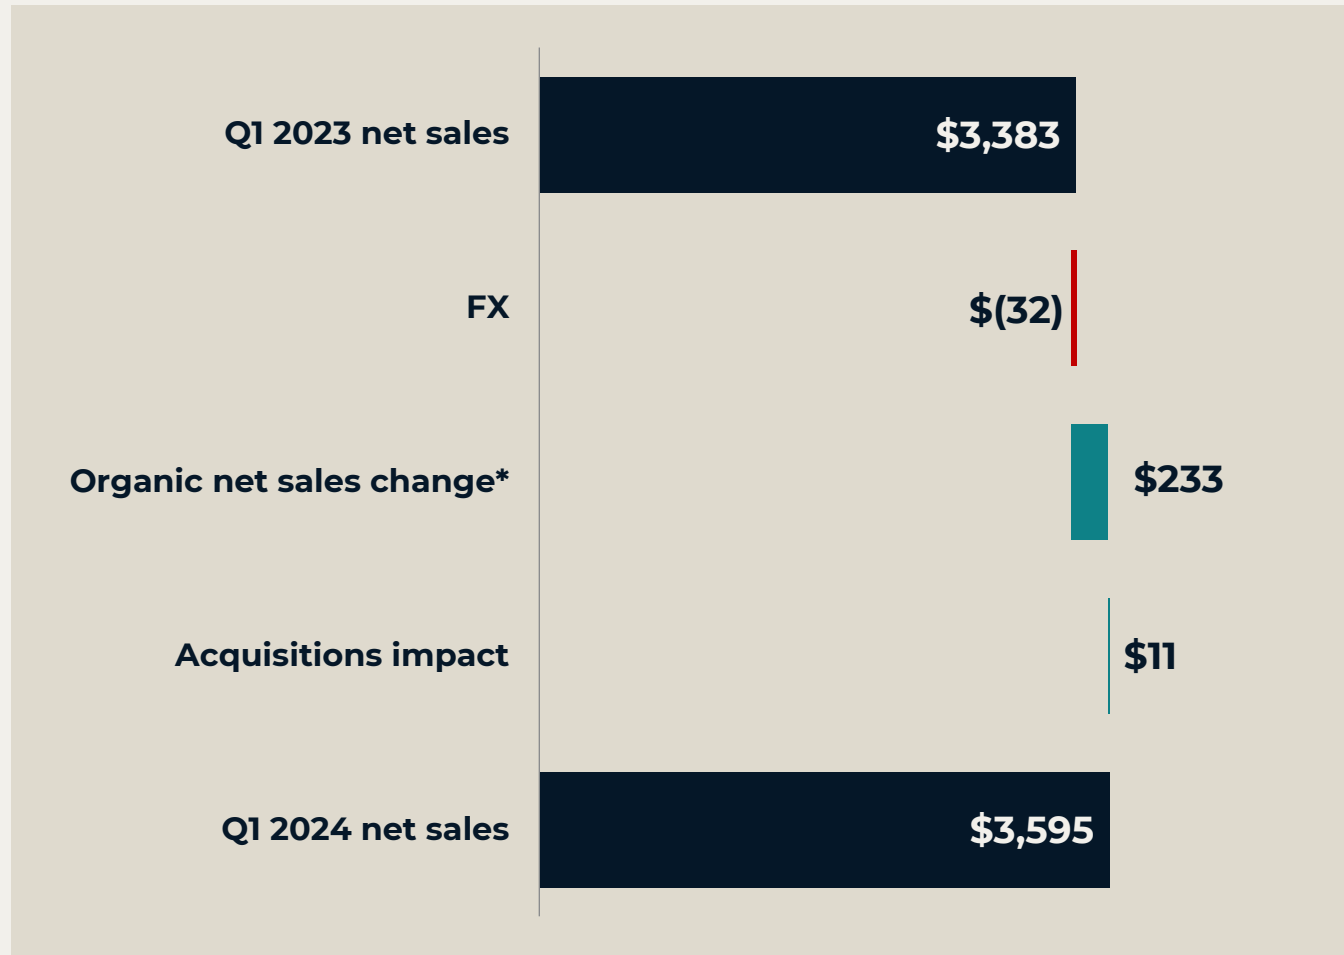 Q1 2023 net sales $3,383
FX $(32)
Organic net sales change* $233
Acquisitions impact $11
Q1 2024 net sales $3,595